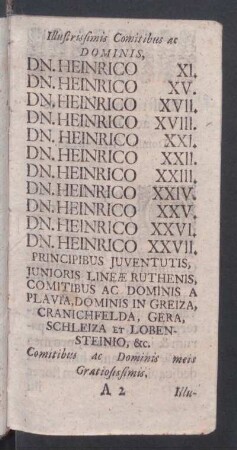 Illustrissimis Comitibus ac
DOMINIS,
DN. HEINRICO XI.
DN. HEINRICO XV.
DN. HEINRICO XVII.
DN. HEINRICO XVIII.
DN. HEINRICO XXI.
DN. HEINRICO XXII.
DN. HEINRICO XXIII.
DN. HEINRICO XXIV.
DN. HEINRICO XXV.
DN. HEINRICO XXVI.
DN. HEINRICO XXVII.
PRINCIPIBUS JUVENTUTIS,
JUNIORIS LINEÆ RUTHENIS,
COMITIBUS AC DOMINIS A
PLAVIA, DOMINIS IN GREIZA,
CRANICHFELDA, GERA,
SCHLEIZA ET LOBEN-
STEINIO, &c.
Comitibus ac Dominis meis
Gratiosissimis.
A 2 Illu-